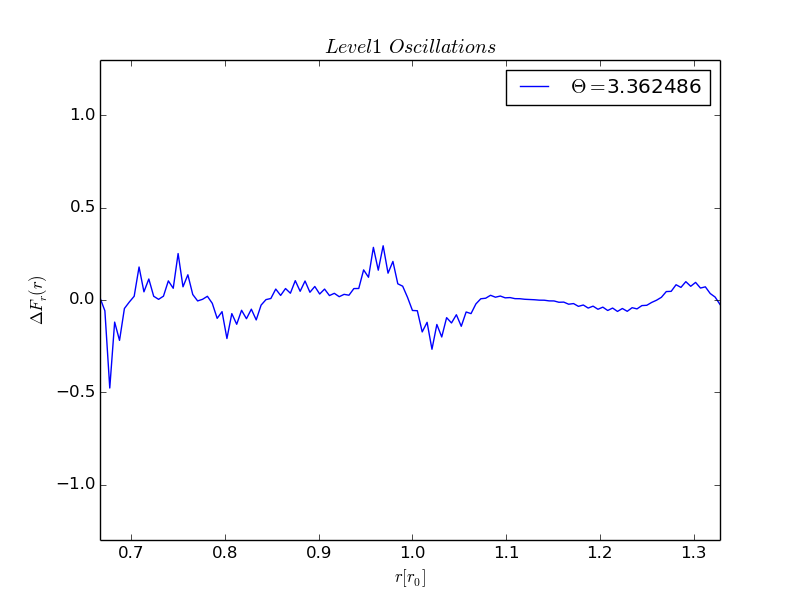 Level1 Oscillations
Θ = 3.362486
ΔF_r(r)
1.0
0.5
0.0
−0.5
−1.0
0.7 0.8 0.9 1.0 1.1 1.2 1.3
r[r_0]